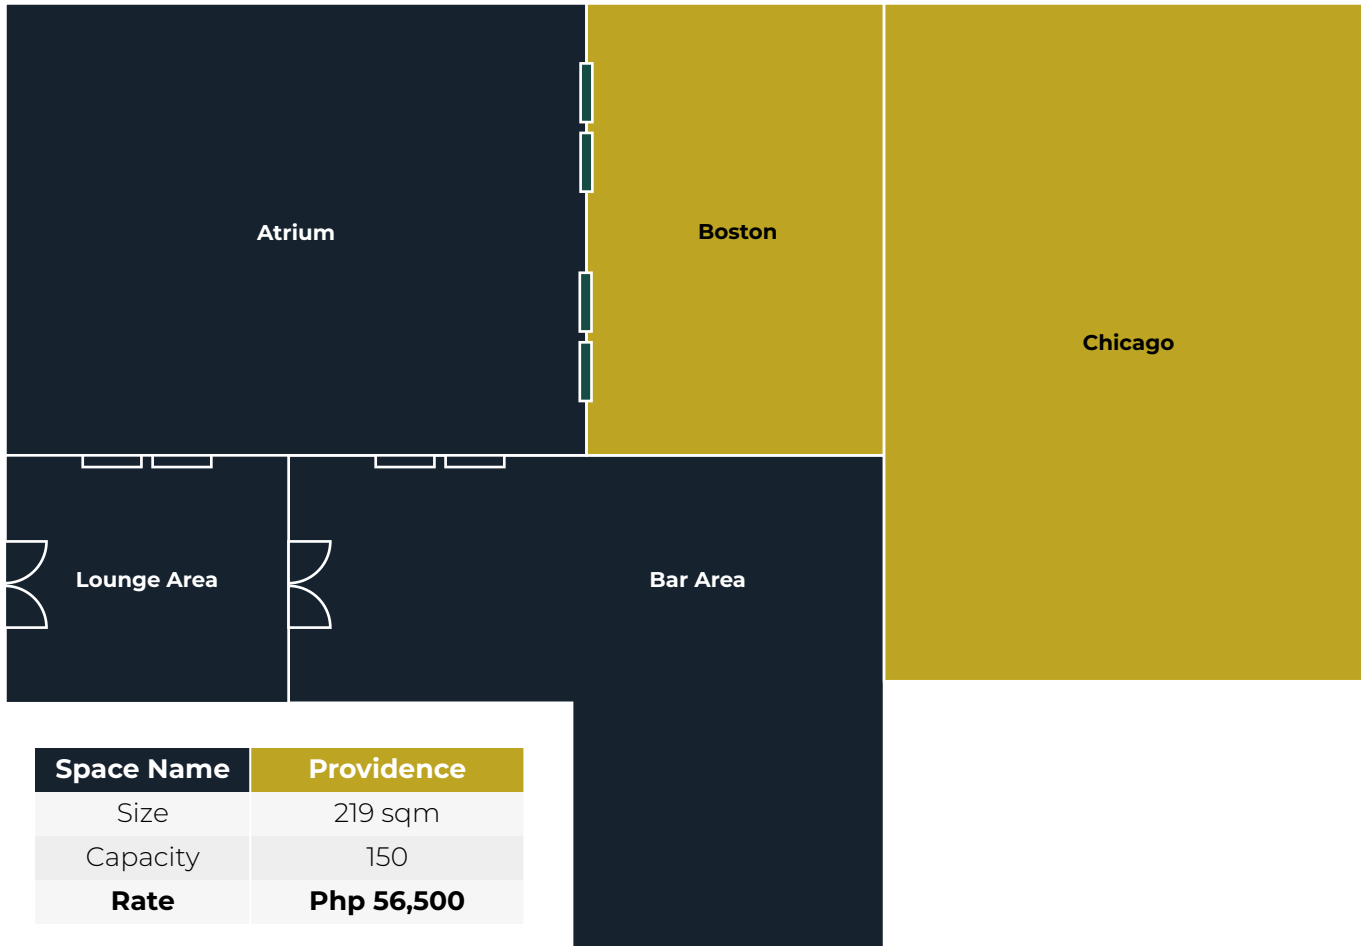 Atrium
Boston
Chicago
Lounge Area
Bar Area
Space Name Providence
Size 219 sqm
Capacity 150
Rate Php 56,500